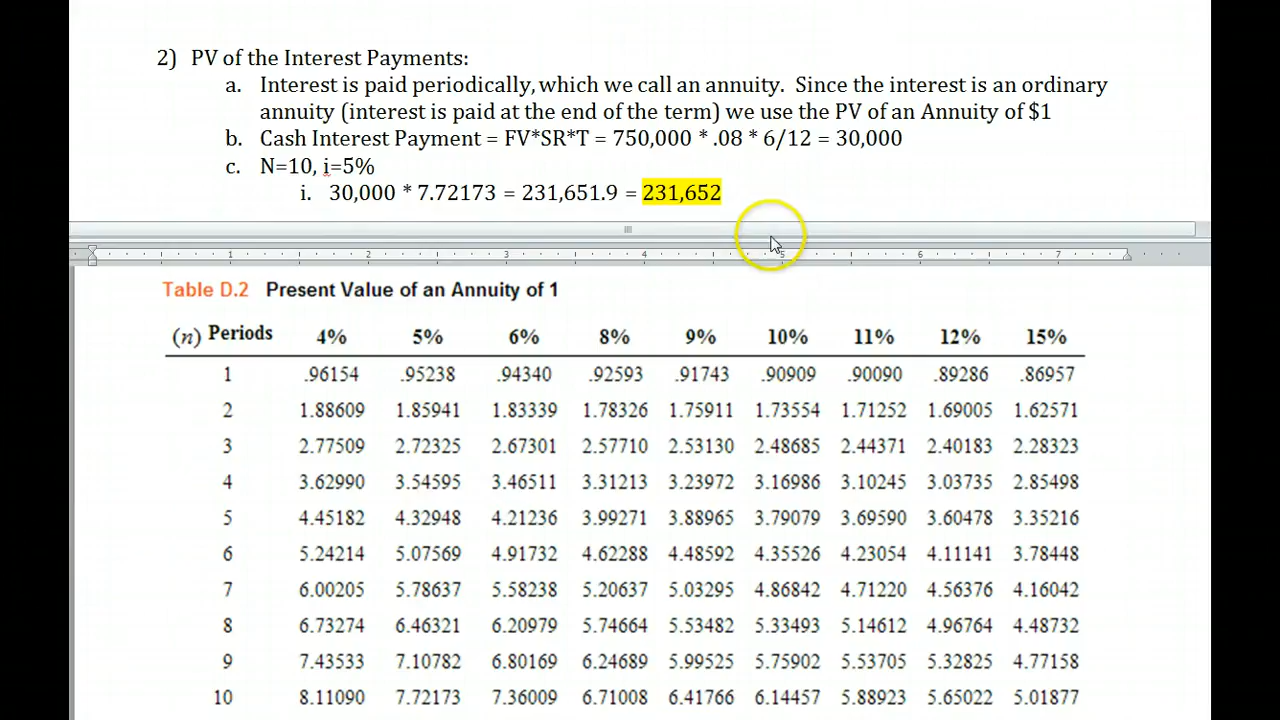 2) PV of the Interest Payments:
a. Interest is paid periodically, which we call an annuity. Since the interest is an ordinary
annuity (interest is paid at the end of the term) we use the PV of an Annuity of $1
b. Cash Interest Payment = FV*SR*T = 750,000 * .08 * 6/12 = 30,000
c. N=10, i=5%
i. 30,000 * 7.72173 = 231,651.9 = 231,652
1 2 3 4 5 6 7
Table D.2 Present Value of an Annuity of 1
(n) Periods 4% 5% 6% 8% 9% 10% 11% 12% 15%
1 .96154 .95238 .94340 .92593 .91743 .90909 .90090 .89286 .86957
2 1.88609 1.85941 1.83339 1.78326 1.75911 1.73554 1.71252 1.69005 1.62571
3 2.77509 2.72325 2.67301 2.57710 2.53130 2.48685 2.44371 2.40183 2.28323
4 3.62990 3.54595 3.46511 3.31213 3.23972 3.16986 3.10245 3.03735 2.85498
5 4.45182 4.32948 4.21236 3.99271 3.88965 3.79079 3.69590 3.60478 3.35216
6 5.24214 5.07569 4.91732 4.62288 4.48592 4.35526 4.23054 4.11141 3.78448
7 6.00205 5.78637 5.58238 5.20637 5.03295 4.86842 4.71220 4.56376 4.16042
8 6.73274 6.46321 6.20979 5.74664 5.53482 5.33493 5.14612 4.96764 4.48732
9 7.43533 7.10782 6.80169 6.24689 5.99525 5.75902 5.53705 5.32825 4.77158
10 8.11090 7.72173 7.36009 6.71008 6.41766 6.14457 5.88923 5.65022 5.01877